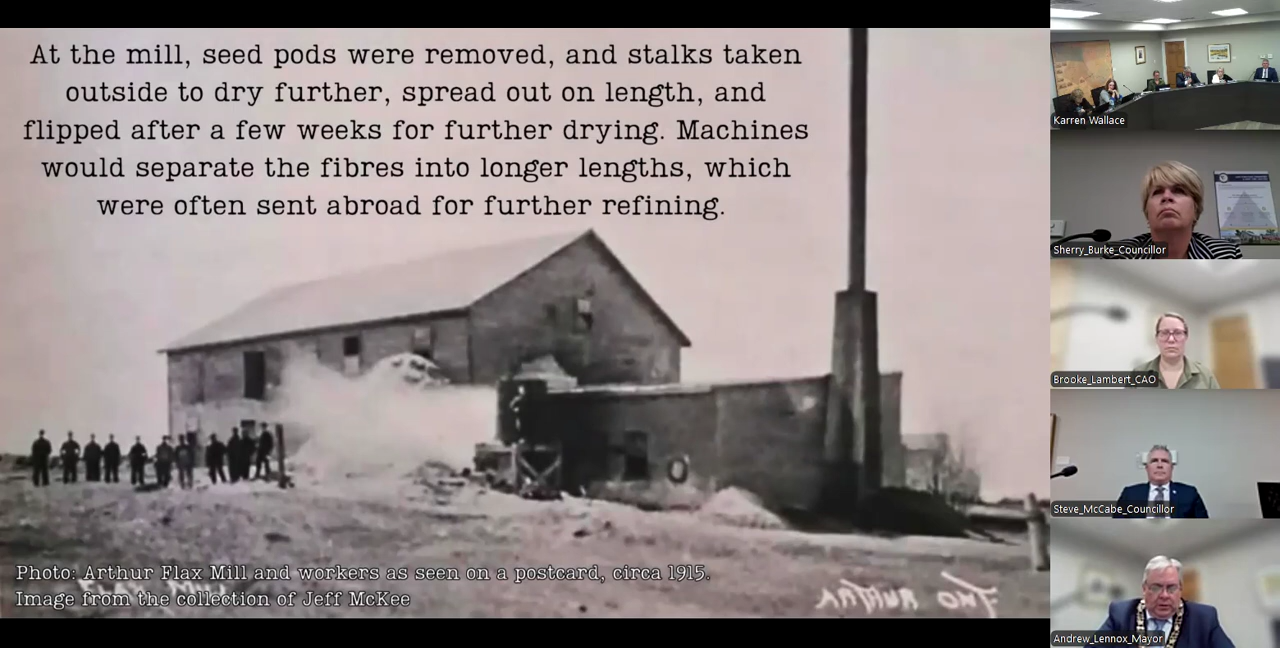 At the mill, seed pods were removed, and stalks taken
outside to dry further, spread out on length, and
flipped after a few weeks for further drying. Machines
would separate the fibres into longer lengths, which
were often sent abroad for further refining.
Photo: Arthur Flax Mill and workers as seen on a postcard, circa 1915.
Image from the collection of Jeff McKee
ARTHUR ONT
Karren Wallace
Sherry_Burke_Councillor
Brooke_Lambert_CAO
Steve_McCabe_Councillor
Andrew_Lennox_Mayor